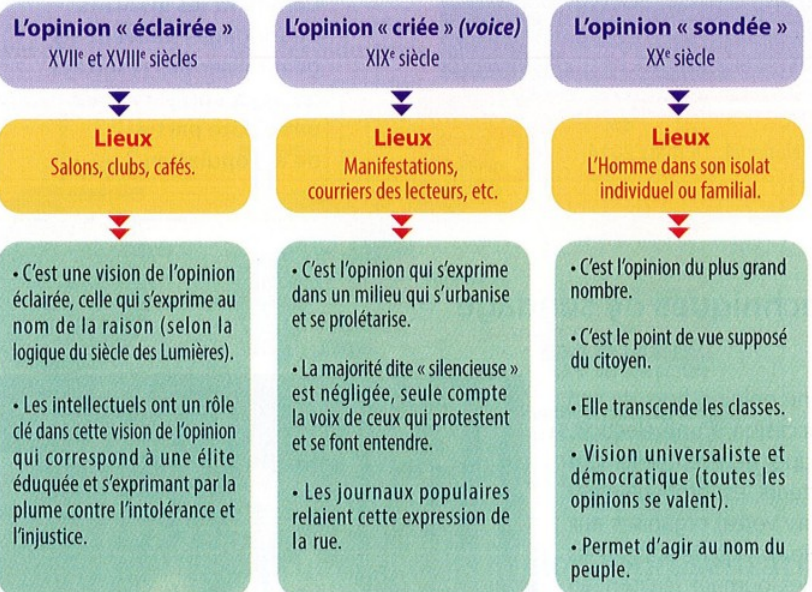 L'opinion « éclairée »
XVIIe et XVIIIe siècles
Lieux
Salons, clubs, cafés.
• C'est une vision de l'opinion
éclairée, celle qui s'exprime au
nom de la raison (selon la
logique du siècle des Lumières).
• Les intellectuels ont un rôle
clé dans cette vision de l'opinion
qui correspond à une élite
éduquée et s'exprimant par la
plume contre l'intolérance et
l'injustice.
L'opinion « criée » (voice)
XIXe siècle
Lieux
Manifestations,
courriers des lecteurs, etc.
• C'est l'opinion qui s'exprime
dans un milieu qui s'urbanise
et se prolétarise.
• La majorité dite « silencieuse »
est négligée, seule compte
la voix de ceux qui protestent
et se font entendre.
• Les journaux populaires
relaient cette expression de
la rue.
L'opinion « sondée »
XXe siècle
Lieux
L'Homme dans son isolat
individuel ou familial.
• C'est l'opinion du plus grand
nombre.
• C'est le point de vue supposé
du citoyen.
• Elle transcende les classes.
• Vision universaliste et
démocratique (toutes les
opinions se valent).
• Permet d'agir au nom du
peuple.